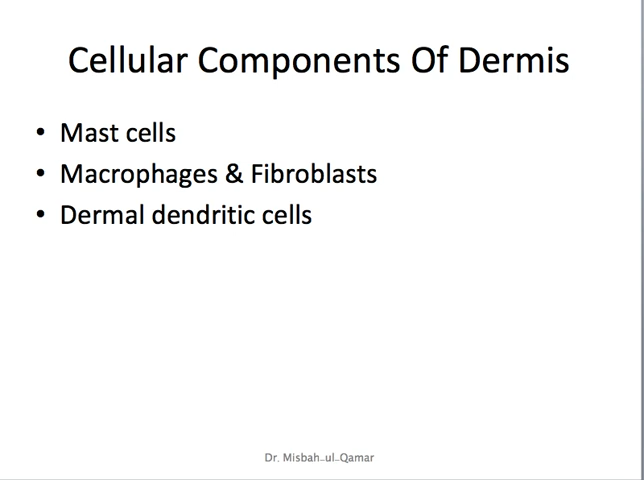 Cellular Components Of Dermis
• Mast cells
• Macrophages & Fibroblasts
• Dermal dendritic cells
Dr. Misbah-ul-Qamar